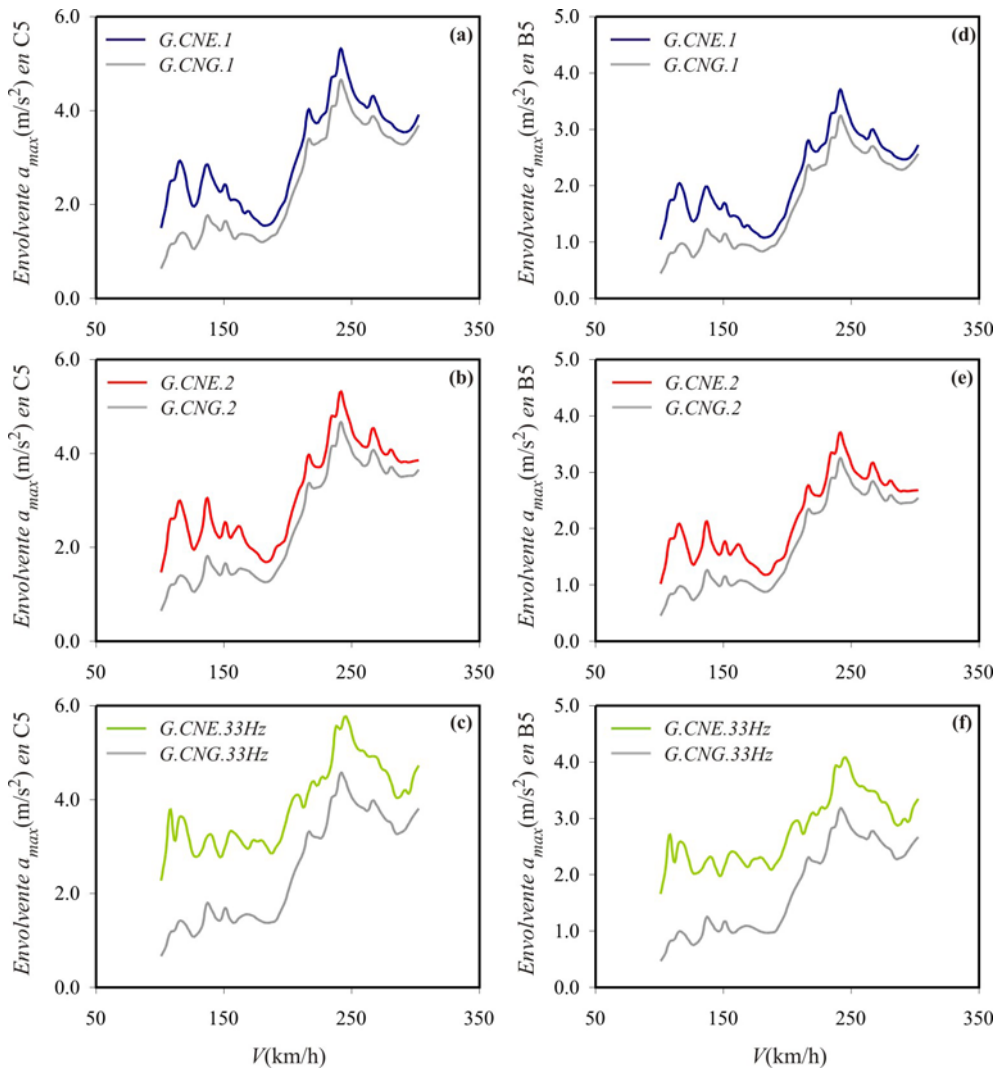 Envolvente a_max(m/s²) en C5
6.0
4.0
2.0
0.0
(a)
G.CNE.1
G.CNG.1
50
150
250
350
Envolvente a_max(m/s²) en B5
5.0
4.0
3.0
2.0
1.0
0.0
(d)
G.CNE.1
G.CNG.1
50
150
250
350
Envolvente a_max(m/s²) en C5
6.0
4.0
2.0
0.0
(b)
G.CNE.2
G.CNG.2
50
150
250
350
Envolvente a_max(m/s²) en B5
5.0
4.0
3.0
2.0
1.0
0.0
(e)
G.CNE.2
G.CNG.2
50
150
250
350
Envolvente a_max(m/s²) en C5
6.0
4.0
2.0
0.0
(c)
G.CNE.33Hz
G.CNG.33Hz
50
150
250
350
V(km/h)
Envolvente a_max(m/s²) en B5
5.0
4.0
3.0
2.0
1.0
0.0
(f)
G.CNE.33Hz
G.CNG.33Hz
50
150
250
350
V(km/h)